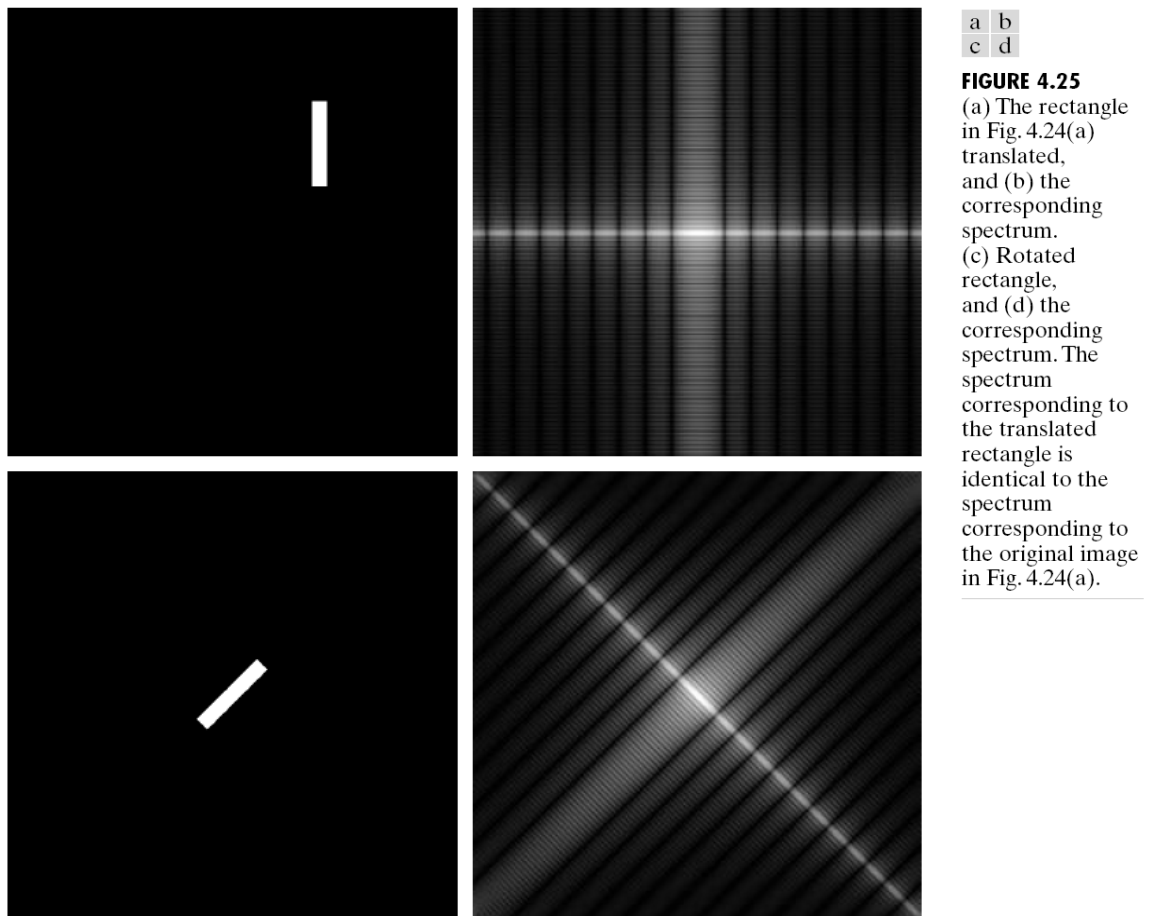 a b
c d
FIGURE 4.25
(a) The rectangle
in Fig. 4.24(a)
translated,
and (b) the
corresponding
spectrum.
(c) Rotated
rectangle,
and (d) the
corresponding
spectrum. The
spectrum
corresponding to
the translated
rectangle is
identical to the
spectrum
corresponding to
the original image
in Fig. 4.24(a).